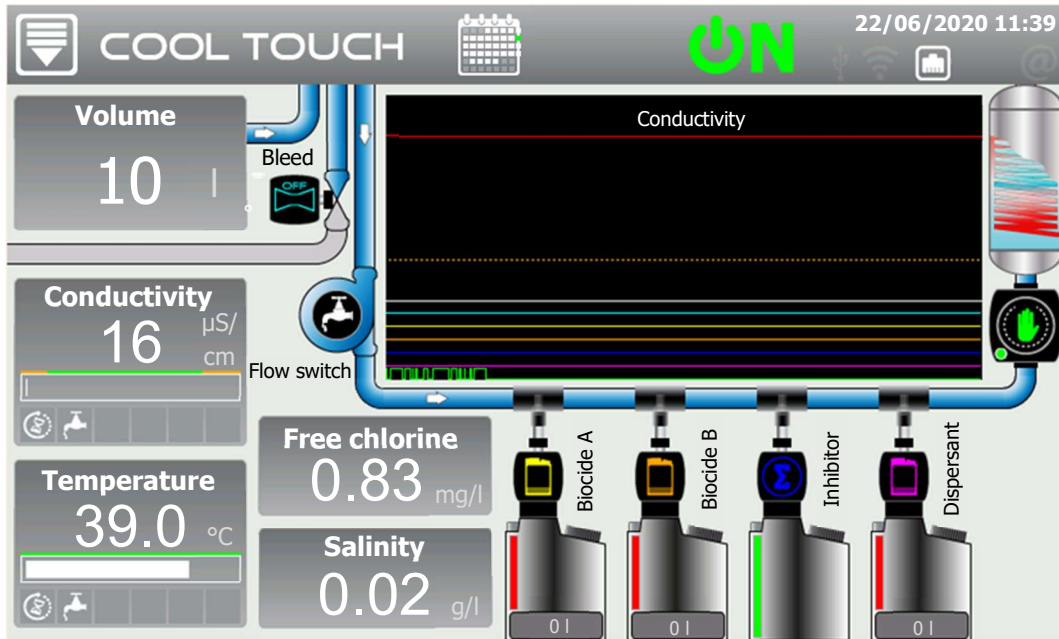 COOL TOUCH
ON
22/06/2020 11:39
@
Volume
10 l
Bleed
OFF
Conductivity
Conductivity
16 µS/
cm
Flow switch
Temperature
39.0 °C
Free chlorine
0.83 mg/l
Salinity
0.02 g/l
Biocide A
Biocide B
Inhibitor
Dispersant
Σ
0 l
0 l
0 l